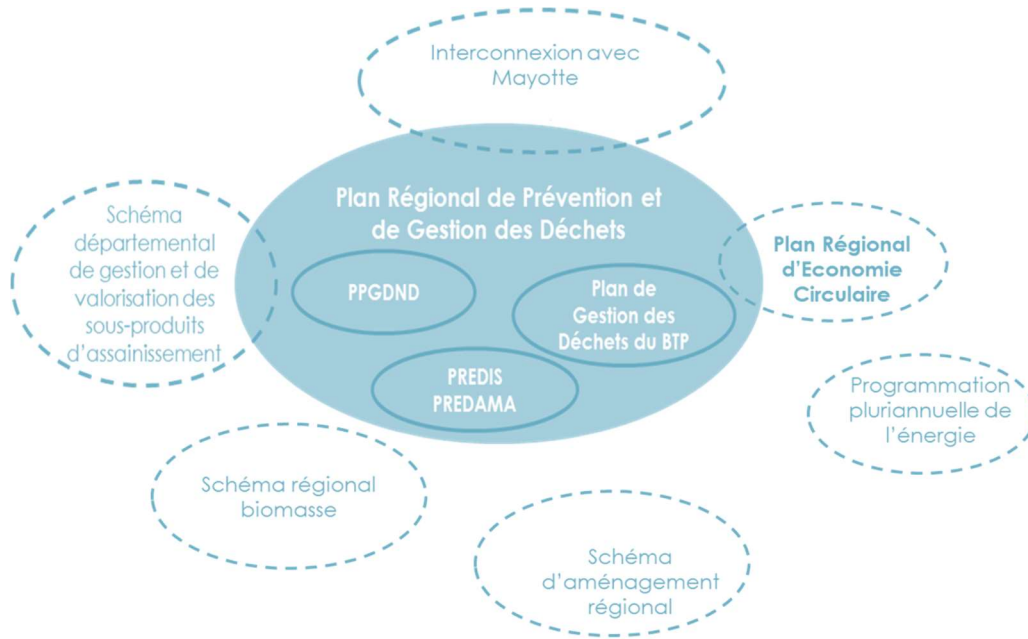 Interconnexion avec
Mayotte
Plan Régional de Prévention et
de Gestion des Déchets
Schéma
départemental
de gestion et de
valorisation des
sous-produits
d'assainissement
PPGDND
Plan de
Gestion des
Déchets du BTP
Plan Régional
d'Economie
Circulaire
PREDIS
PREDAMA
Programmation
pluriannuelle de
l'énergie
Schéma régional
biomasse
Schéma
d'aménagement
régional